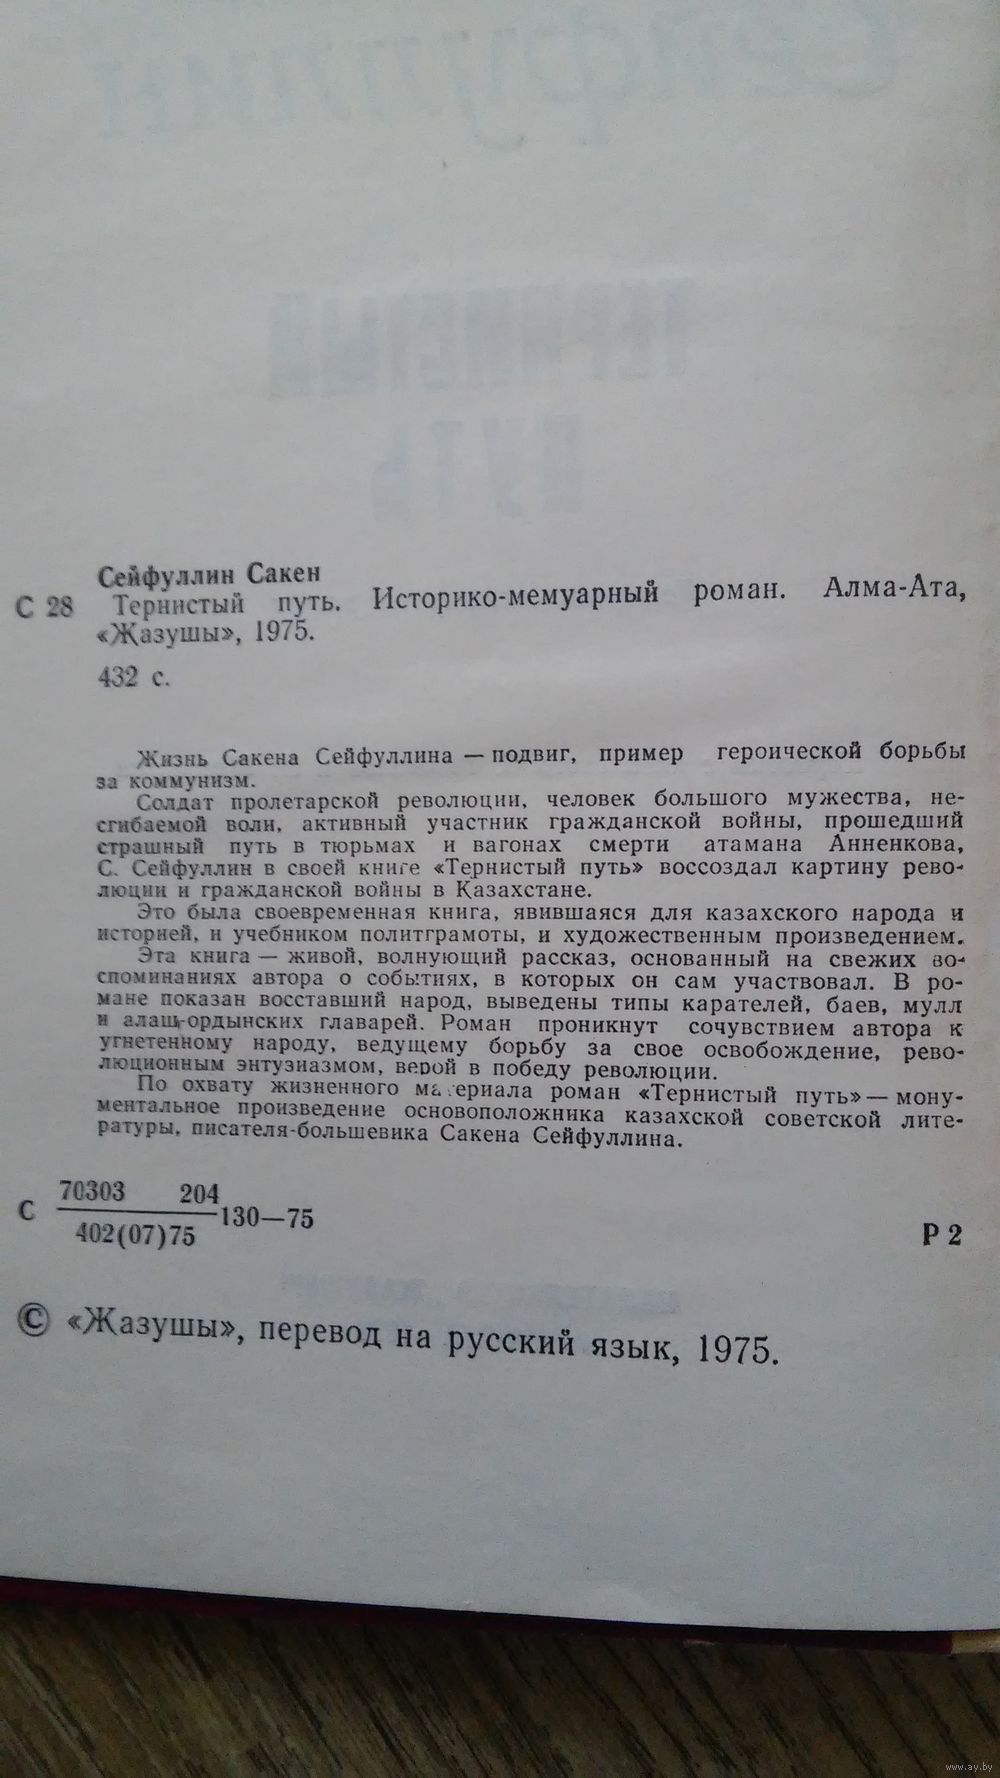 Сейфуллин Сакен
С 28 Тернистый путь. Историко-мемуарный роман. Алма-Ата,
«Жазушы», 1975.
432 с.
Жизнь Сакена Сейфуллина — подвиг, пример героической борьбы
за коммунизм.
Солдат пролетарской революции, человек большого мужества, не-
сгибаемой воли, активный участник гражданской войны, прошедший
страшный путь в тюрьмах и вагонах смерти атамана Анненкова,
С. Сейфуллин в своей книге «Тернистый путь» воссоздал картину рево-
люции и гражданской войны в Казахстане.
Это была своевременная книга, явившаяся для казахского народа и
историей, и учебником политграмоты, и художественным произведением.
Эта книга — живой, волнующий рассказ, основанный на свежих во-
споминаниях автора о событиях, в которых он сам участвовал. В ро-
мане показан восставший народ, выведены типы карателей, баев, мулл
и алаш-ордынских главарей. Роман проникнут сочувствием автора к
угнетенному народу, ведущему борьбу за свое освобождение, рево-
люционным энтузиазмом, верой в победу революции.
По охвату жизненного материала роман «Тернистый путь» — мону-
ментальное произведение основоположника казахской советской лите-
ратуры, писателя-большевика Сакена Сейфуллина.
70303 204
С 130—75
402(07)75
Р 2
© «Жазушы», перевод на русский язык, 1975.
www.ay.by